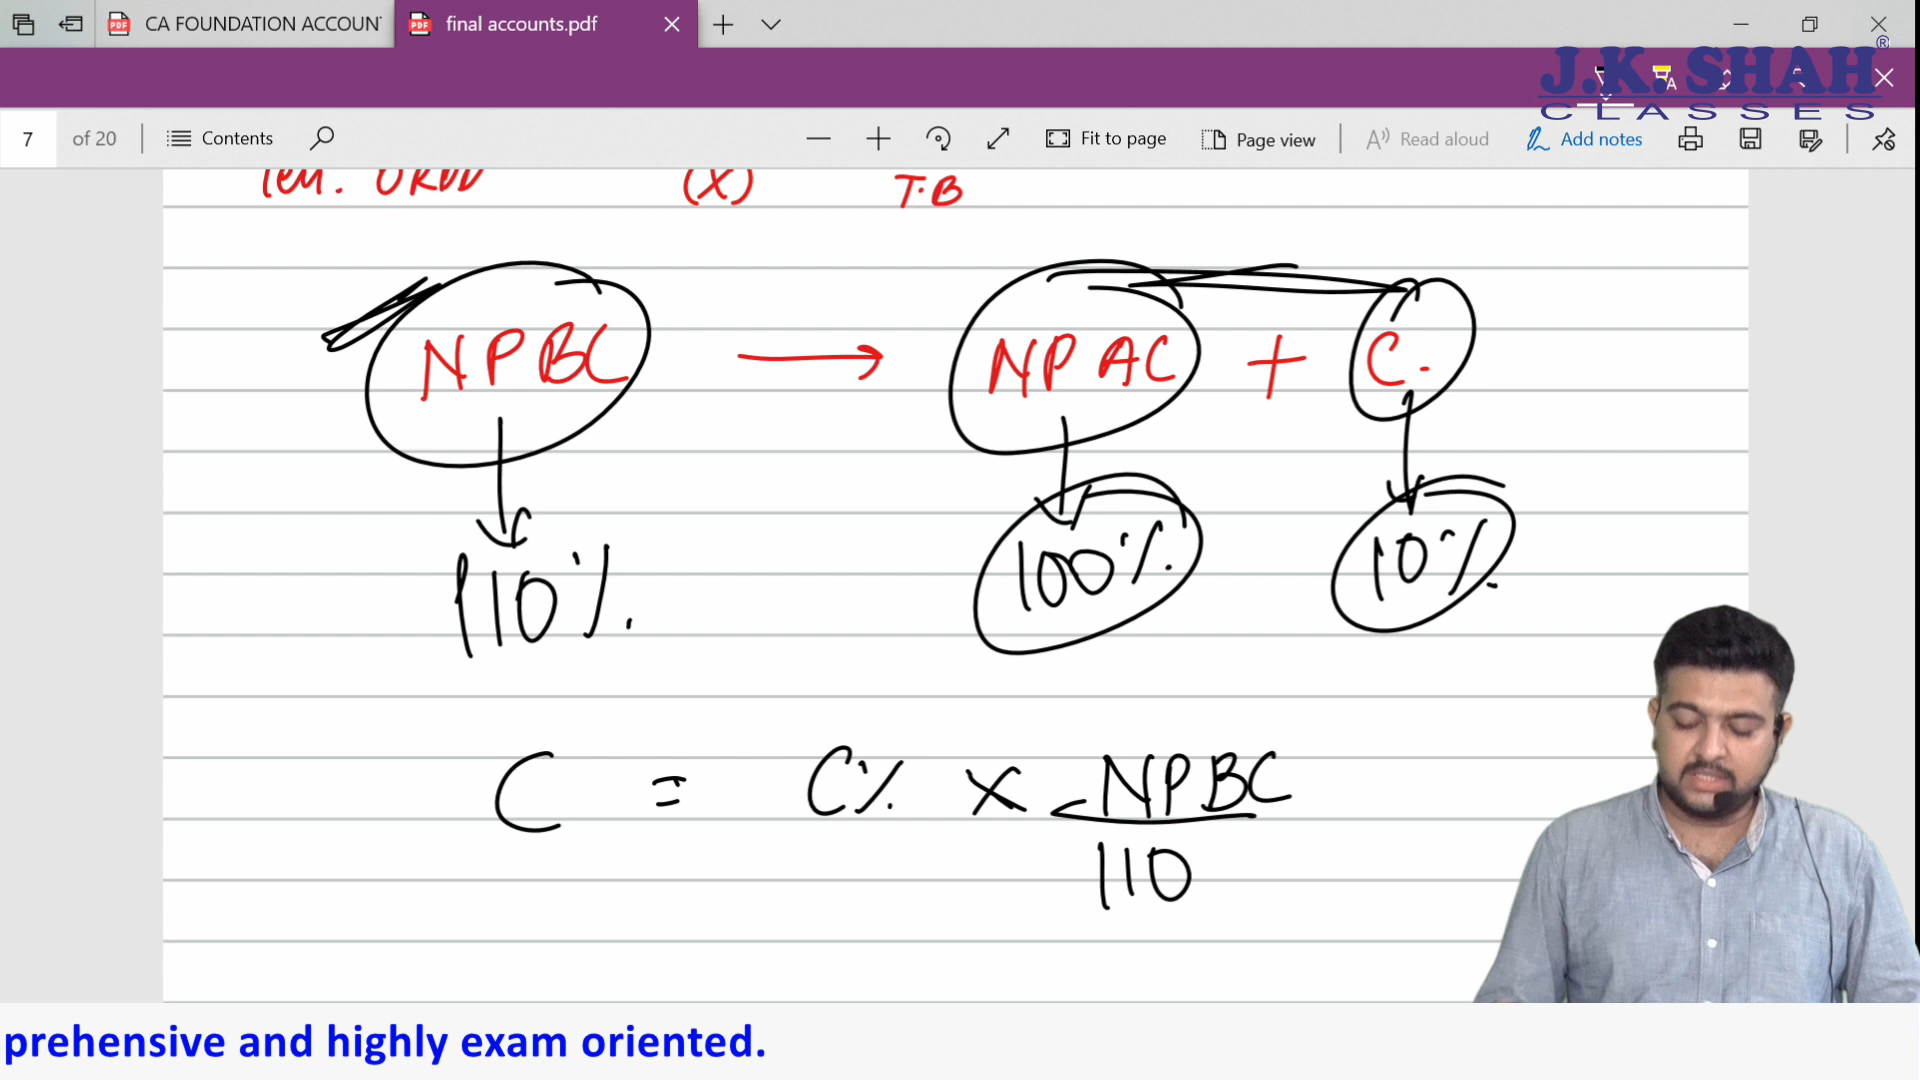 CA FOUNDATION ACCOUN
final accounts.pdf
J.K. SHAH®
CLASSES
7 of 20 Contents Fit to page Page view Read aloud Add notes
(X) T.B
NPBC → NPAC + C.
110% 100% 10%
C = C% x NPBC
110
prehensive and highly exam oriented.